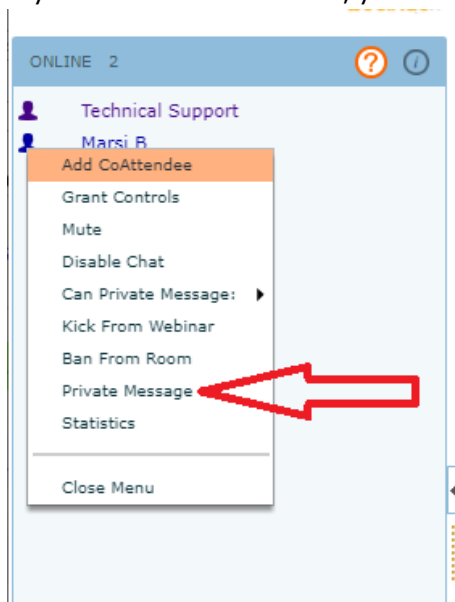 ONLINE 2
Technical Support
Marsi B
Add CoAttendee
Grant Controls
Mute
Disable Chat
Can Private Message:
Kick From Webinar
Ban From Room
Private Message
Statistics
Close Menu